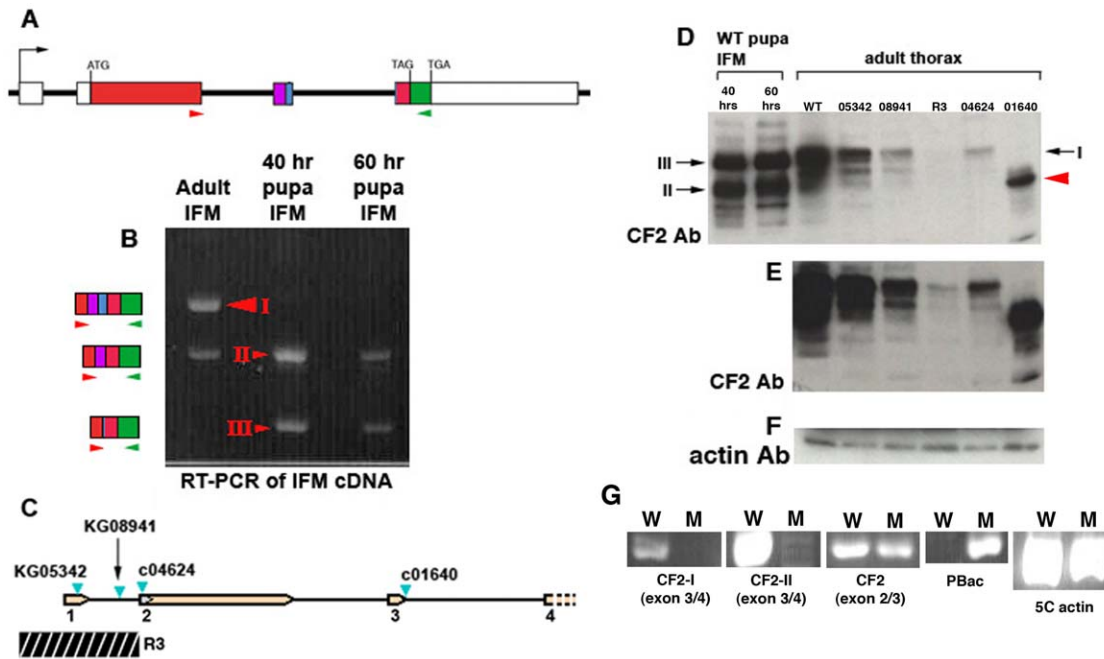 A
ATG
TAG
TGA
B
Adult
IFM
40 hr
pupa
IFM
60 hr
pupa
IFM
I
II
III
RT-PCR of IFM cDNA
C
KG08941
KG05342
c04624
c01640
1
2
3
4
R3
D
WT pupa
IFM
adult thorax
40
hrs
60
hrs
WT
05342
08941
R3
04624
01640
III
II
I
CF2 Ab
E
CF2 Ab
F
actin Ab
G
W M
W M
W M
W M
W M
CF2-I
(exon 3/4)
CF2-II
(exon 3/4)
CF2
(exon 2/3)
PBac
5C actin